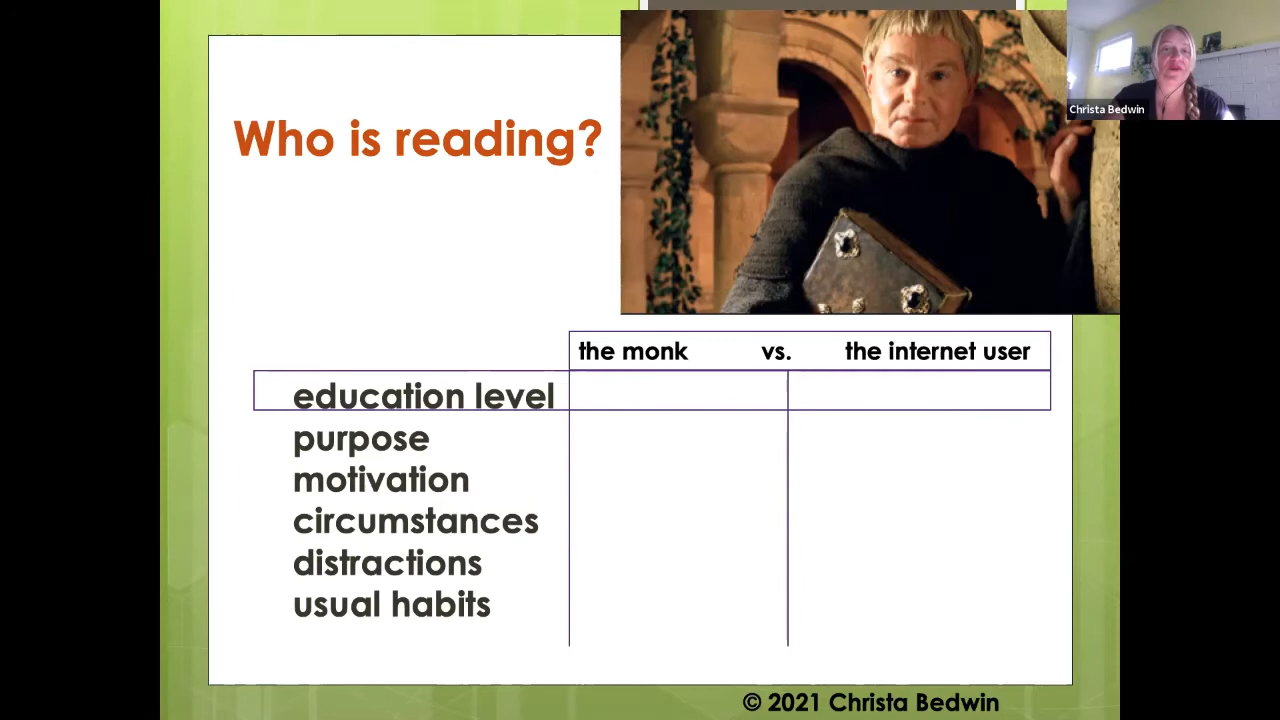 Christa Bedwin
Who is reading?
the monk vs. the internet user
education level
purpose
motivation
circumstances
distractions
usual habits
© 2021 Christa Bedwin